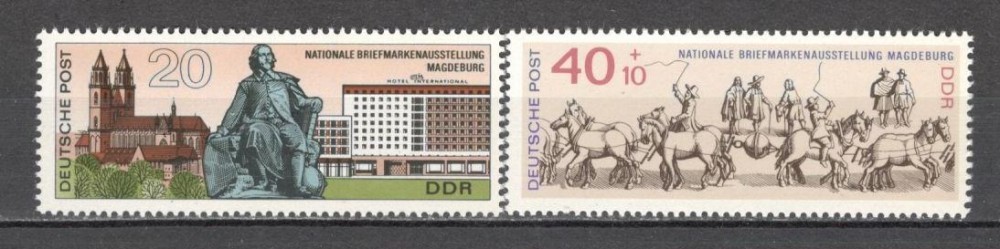 DEUTSCHE POST
20
NATIONALE BRIEFMARKENAUSSTELLUNG
MAGDEBURG
HOTEL INTERNATIONAL
DDR
DEUTSCHE POST
40+10
NATIONALE BRIEFMARKENAUSSTELLUNG MAGDEBURG
DDR